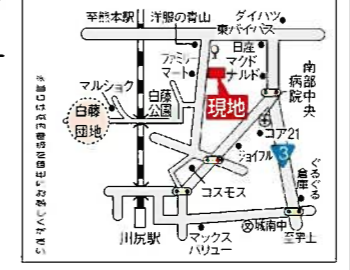 至熊本駅
洋服の青山
ダイハツ
東バイパス
日産
ファミリー
マート
マクド
ナルド
南部中央
病院
マルショク
白藤
公園
現地
白藤
団地
コア21
ジョイフル
3
ぐるぐる
倉庫
コスモス
川尻駅
マックス
バリュー
文城南中
至宇土